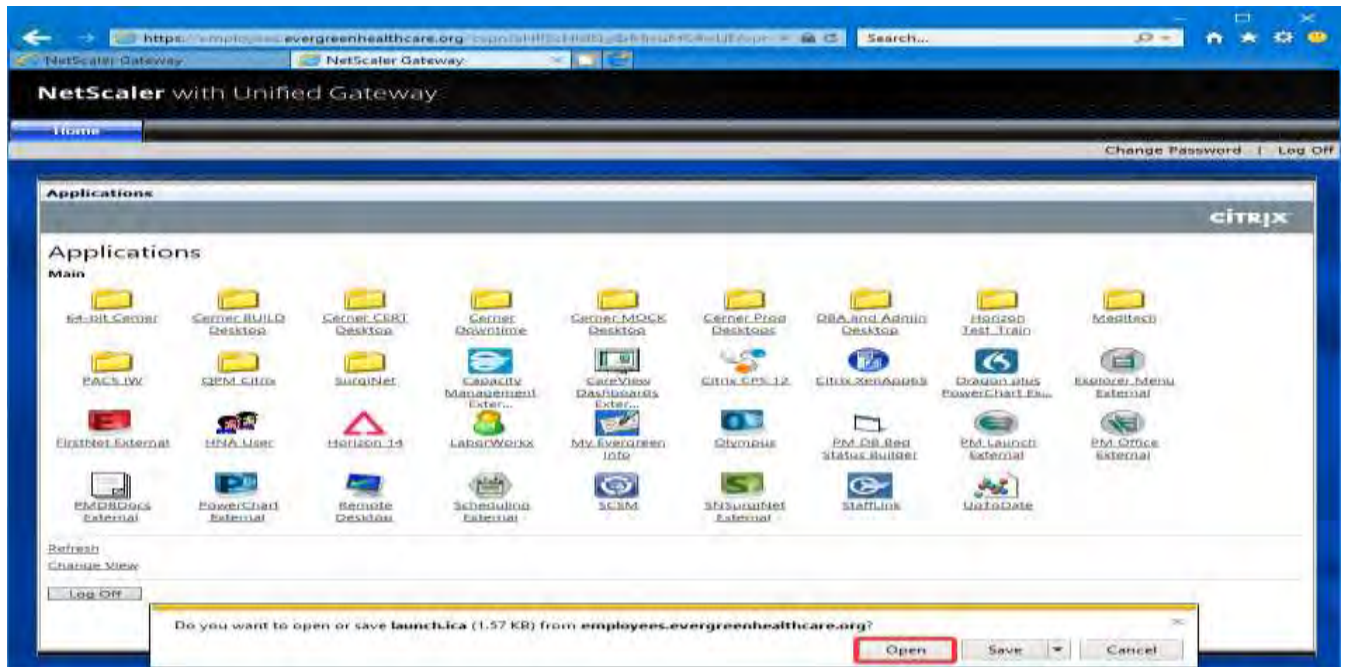 https://employees.evergreenhealthcare.org
Search...
NetScaler Gateway
NetScaler Gateway
NetScaler with Unified Gateway
Home
Change Password | Log Off
Applications
CITRIX
Applications
Main
64-bit Cerner
Cerner BUILD Desktop
Cerner CERT Desktop
Cerner Downtime
Cerner MOCK Desktop
Cerner Prod Desktops
DBA and Admin Desktop
Horizon Test_Train
Meditech
PACS IW
QPM Citrix
SurgiNet
Capacity Management Exter...
CareView Dashboards Exter...
Citrix CPS 12
Citrix XenApp65
Dragon plus PowerChart Ex...
Explorer Menu External
FirstNet External
HNA User
Horizon 14
LaborWorkx
My Evergreen Info
Olympus
PM DB Reg Status Builder
PM Launch External
PM Office External
PMDBDocs External
PowerChart External
Remote Desktop
Scheduling External
SCSM
SNSurgiNet External
StaffLink
UpToDate
Refresh
Change View
Log Off
Do you want to open or save launch.ica (1.57 KB) from employees.evergreenhealthcare.org?
Open
Save
Cancel